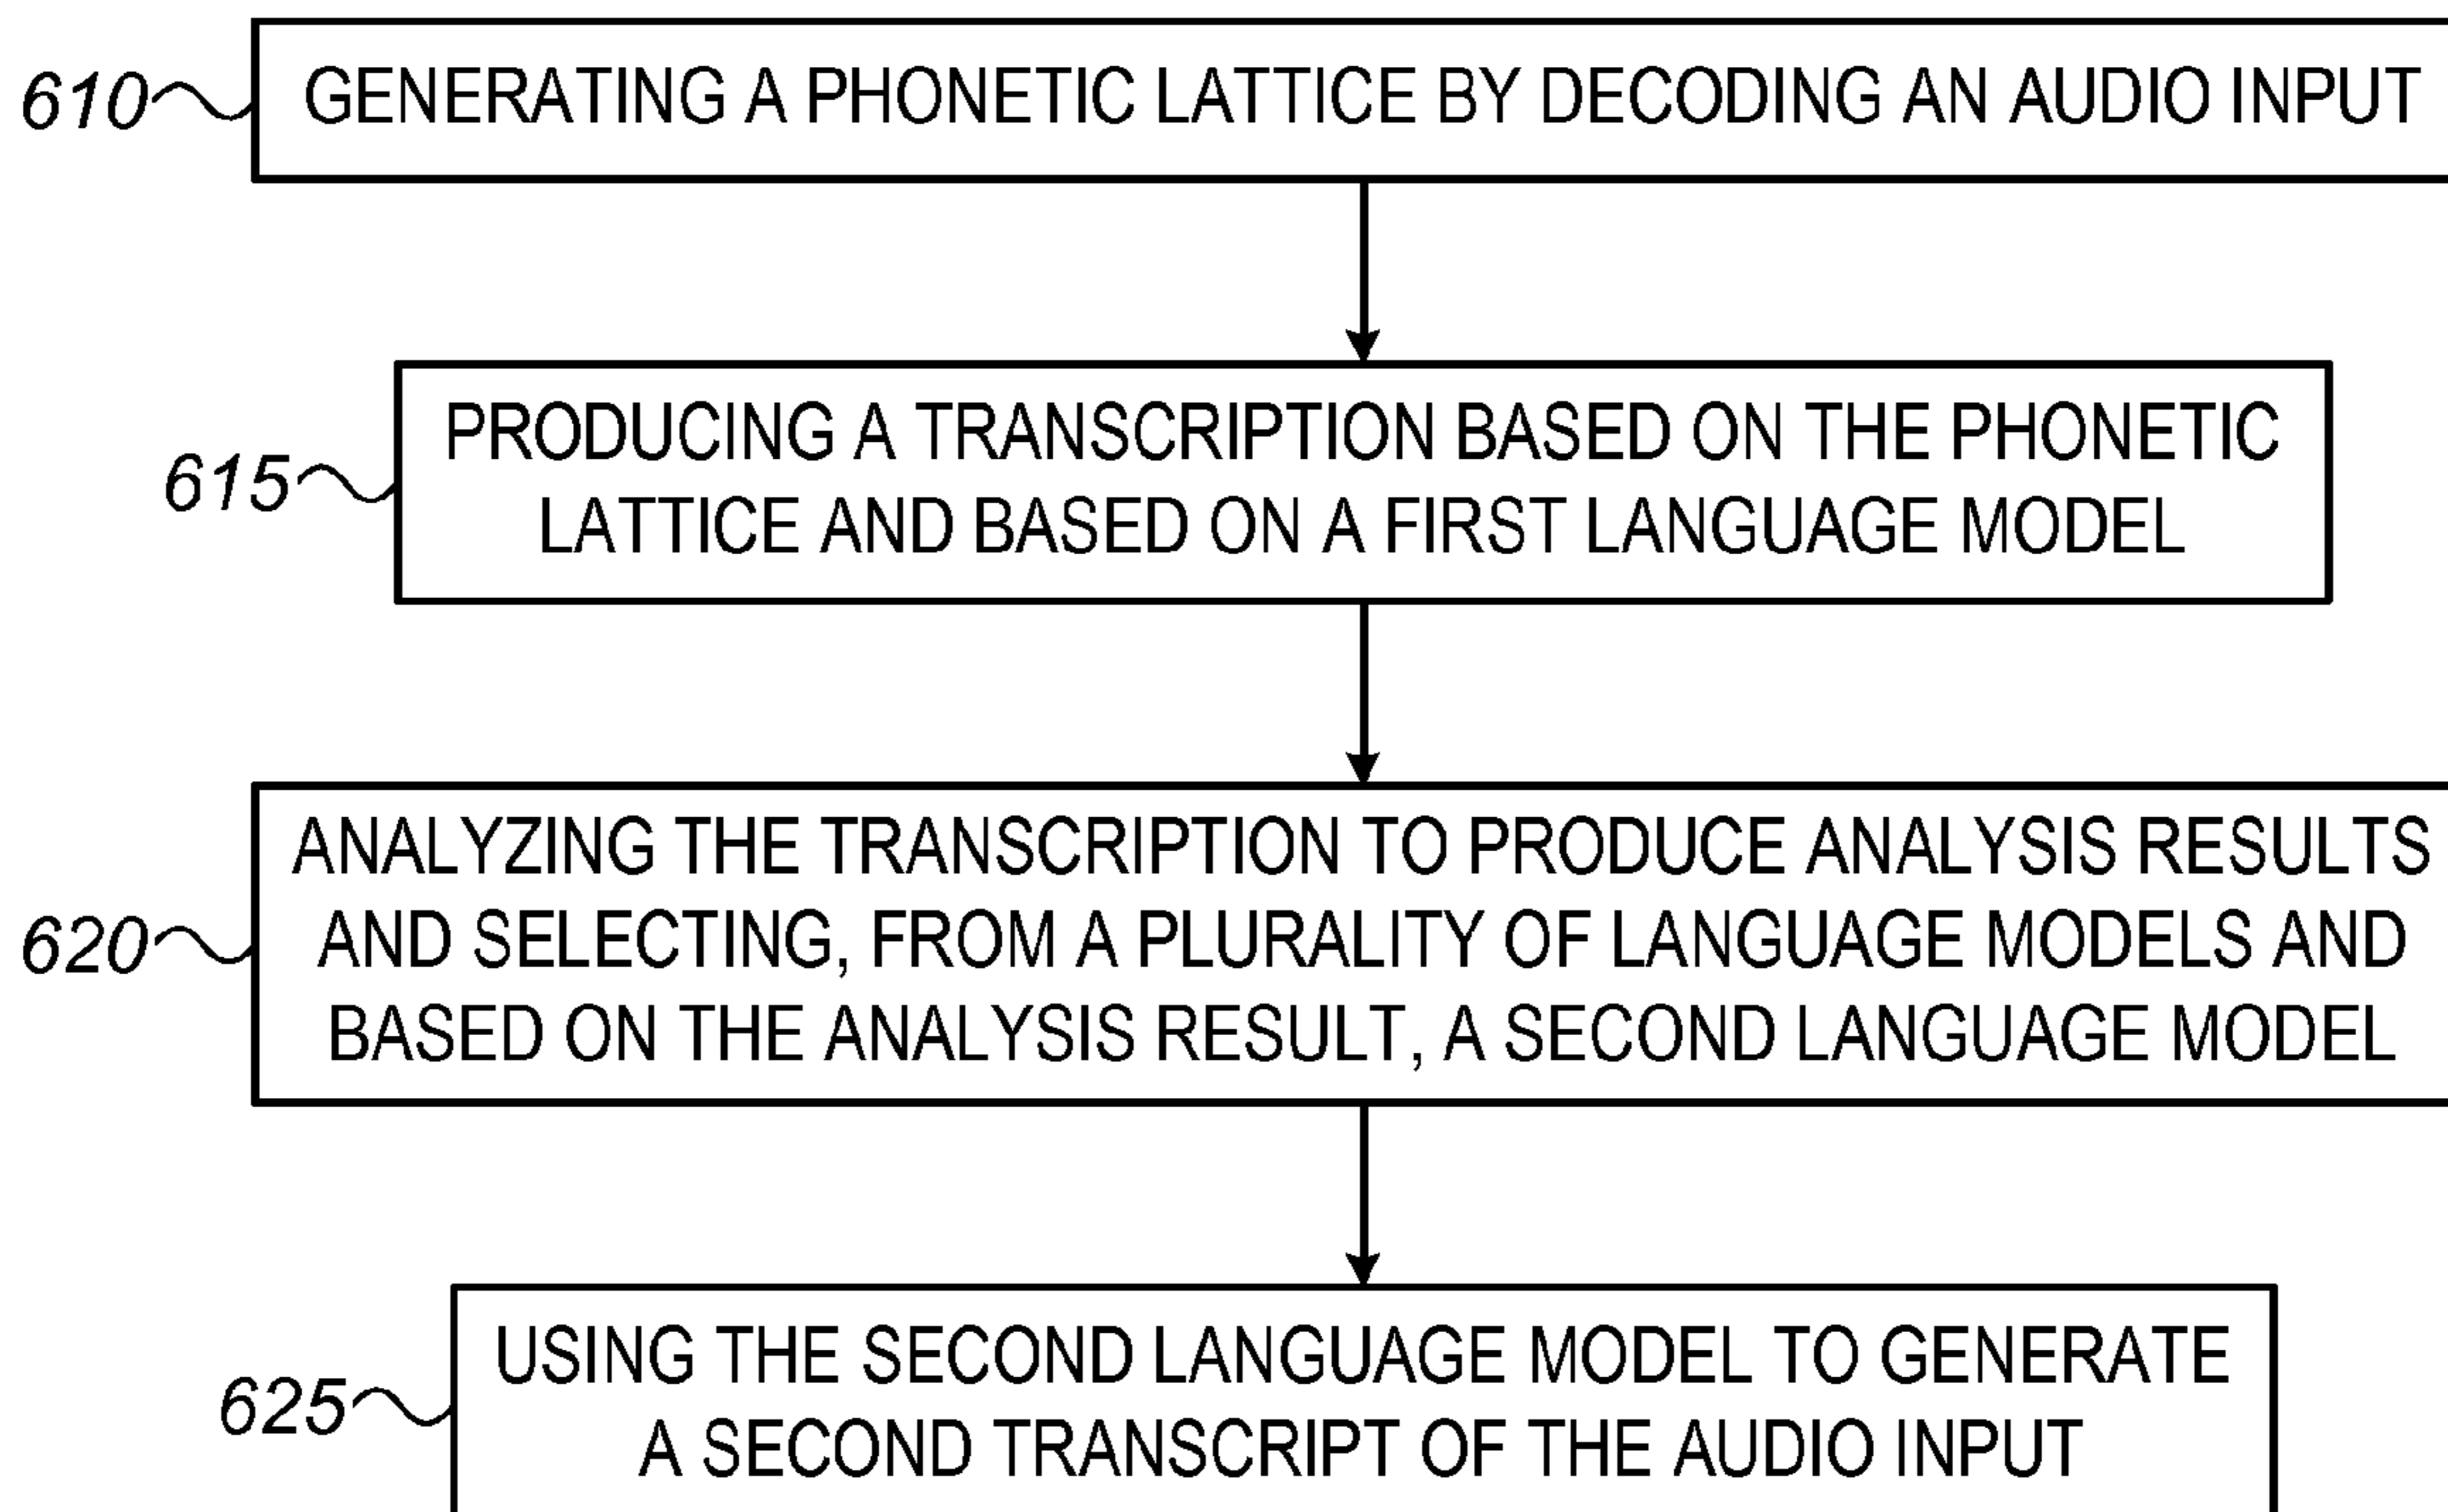 610 GENERATING A PHONETIC LATTICE BY DECODING AN AUDIO INPUT
PRODUCING A TRANSCRIPTION BASED ON THE PHONETIC
615
LATTICE AND BASED ON A FIRST LANGUAGE MODEL
ANALYZING THE TRANSCRIPTION TO PRODUCE ANALYSIS RESULTS
620 AND SELECTING, FROM A PLURALITY OF LANGUAGE MODELS AND
BASED ON THE ANALYSIS RESULT, A SECOND LANGUAGE MODEL
USING THE SECOND LANGUAGE MODEL TO GENERATE
625
A SECOND TRANSCRIPT OF THE AUDIO INPUT